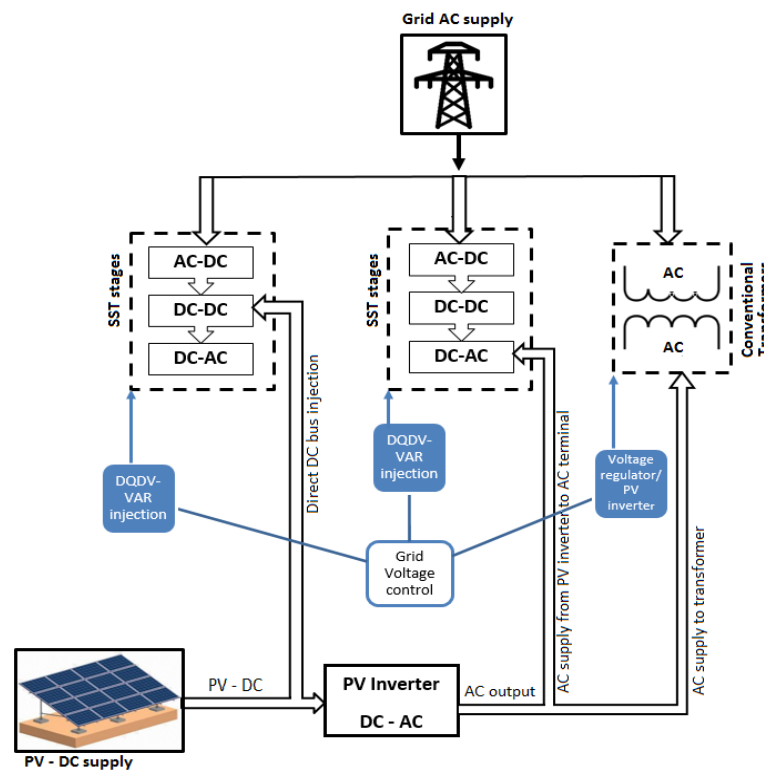 Grid AC supply
SST stages
AC-DC
DC-DC
DC-AC
SST stages
AC-DC
DC-DC
DC-AC
AC
AC
Conventional
Transformers
DQDV-
VAR
injection
DQDV-
VAR
injection
Voltage
regulator/
PV
inverter
Grid
Voltage
control
Direct DC bus injection
AC supply from PV inverter to AC terminal
AC supply to transformer
PV - DC
PV Inverter
DC - AC
AC output
PV - DC supply